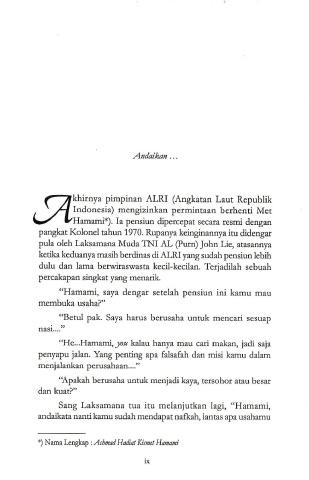 Andaikan ...
Akhirnya pimpinan ALRI (Angkatan Laut Republik
Indonesia) mengizinkan permintaan berhenti Met
Hamami*). Ia pensiun dipercepat secara resmi dengan
pangkat Kolonel tahun 1970. Rupanya keinginannya itu didengar
pula oleh Laksamana Muda TNI AL (Purn) John Lie, atasannya
ketika keduanya masih berdinas di ALRI yang sudah pensiun lebih
dulu dan lama berwiraswasta kecil-kecilan. Terjadilah sebuah
percakapan singkat yang menarik.
“Hamami, saya dengar setelah pensiun ini kamu mau
membuka usaha?”
“Betul pak. Saya harus berusaha untuk mencari sesuap
nasi....”
“He...Hamami, you kalau hanya mau cari makan, jadi saja
penyapu jalan. Yang penting apa falsafah dan misi kamu dalam
menjalankan perusahaan....”
“Apakah berusaha untuk menjadi kaya, tersohor atau besar
dan kuat?”
Sang Laksamana tua itu melanjutkan lagi, “Hamami,
andaikata nanti kamu sudah mendapat nafkah, lantas apa usahamu
*) Nama Lengkap : Achmad Hadiat Kismet Hamami
ix